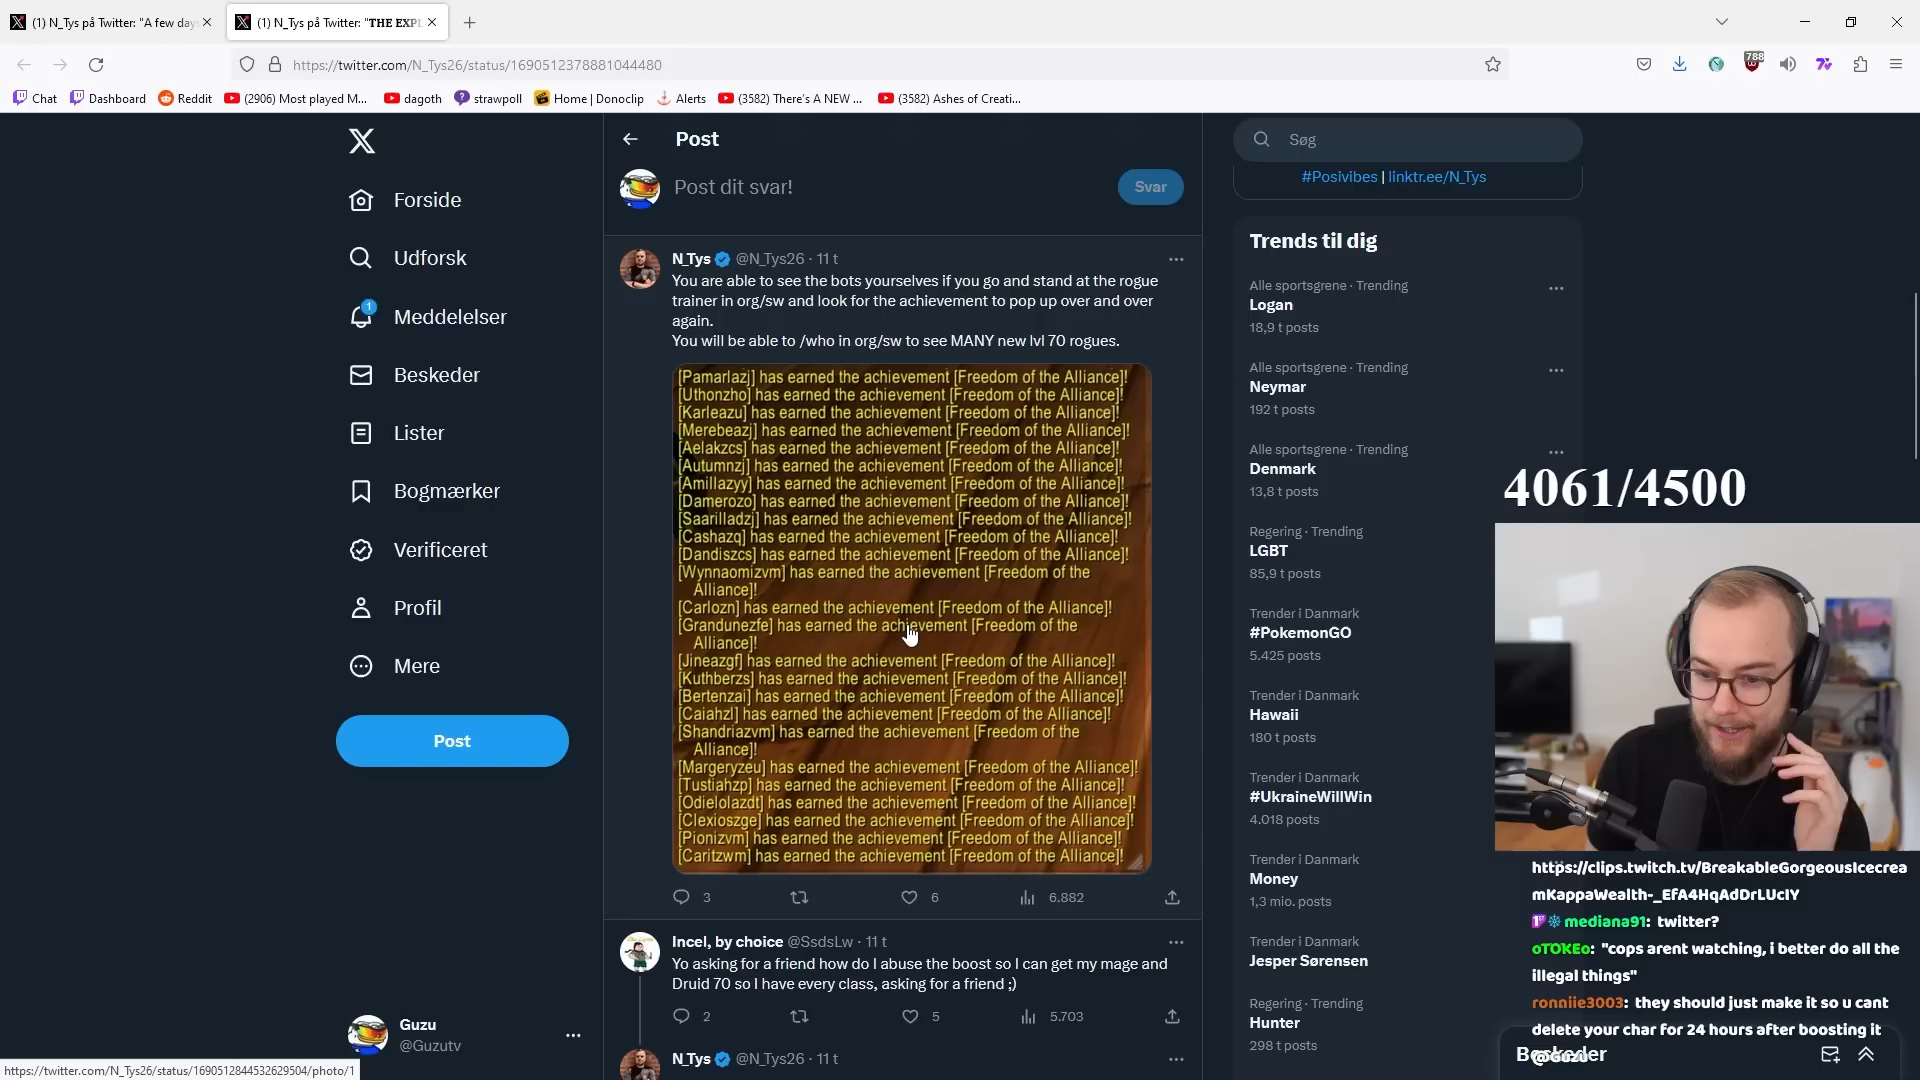 (1) N_Tys på Twitter: "A few days
(1) N_Tys på Twitter: "THE EXPL
https://twitter.com/N_Tys26/status/1690512378881044480
788
Chat
Dashboard
Reddit
(2906) Most played M...
dagoth
strawpoll
Home | Donoclip
Alerts
(3582) There's A NEW ...
(3582) Ashes of Creati...
Forside
Udforsk
1
Meddelelser
Beskeder
Lister
Bogmærker
Verificeret
Profil
Mere
Post
Guzu
@Guzutv
https://twitter.com/N_Tys26/status/1690512844532629504/photo/1
Post
Post dit svar!
Svar
N_Tys @N_Tys26 · 11 t
You are able to see the bots yourselves if you go and stand at the rogue
trainer in org/sw and look for the achievement to pop up over and over
again.
You will be able to /who in org/sw to see MANY new lvl 70 rogues.
[Pamarlazj] has earned the achievement [Freedom of the Alliance]!
[Uthonzho] has earned the achievement [Freedom of the Alliance]!
[Karleazu] has earned the achievement [Freedom of the Alliance]!
[Merebeazj] has earned the achievement [Freedom of the Alliance]!
[Aelakzcs] has earned the achievement [Freedom of the Alliance]!
[Autumnzj] has earned the achievement [Freedom of the Alliance]!
[Amillazyy] has earned the achievement [Freedom of the Alliance]!
[Damerozo] has earned the achievement [Freedom of the Alliance]!
[Saarilladzj] has earned the achievement [Freedom of the Alliance]!
[Cashazq] has earned the achievement [Freedom of the Alliance]!
[Dandiszcs] has earned the achievement [Freedom of the Alliance]!
[Wynnaomizvm] has earned the achievement [Freedom of the
Alliance]!
[Carlozn] has earned the achievement [Freedom of the Alliance]!
[Grandunezfe] has earned the achievement [Freedom of the
Alliance]!
[Jineazgf] has earned the achievement [Freedom of the Alliance]!
[Kuthberzs] has earned the achievement [Freedom of the Alliance]!
[Bertenzai] has earned the achievement [Freedom of the Alliance]!
[Caiahzl] has earned the achievement [Freedom of the Alliance]!
[Shandriazvm] has earned the achievement [Freedom of the
Alliance]!
[Margeryzeu] has earned the achievement [Freedom of the Alliance]!
[Tustiahzp] has earned the achievement [Freedom of the Alliance]!
[Odielolazdt] has earned the achievement [Freedom of the Alliance]!
[Clexioszge] has earned the achievement [Freedom of the Alliance]!
[Pionizvm] has earned the achievement [Freedom of the Alliance]!
[Caritzwm] has earned the achievement [Freedom of the Alliance]!
3 6 6.882
Incel, by choice @SsdsLw · 11 t
Yo asking for a friend how do I abuse the boost so I can get my mage and
Druid 70 so I have every class, asking for a friend ;)
2 5 5.703
N_Tys @N_Tys26 · 11 t
Søg
#Posivibes | linktr.ee/N_Tys
Trends til dig
Alle sportsgrene · Trending
Logan
18,9 t posts
Alle sportsgrene · Trending
Neymar
192 t posts
Alle sportsgrene · Trending
Denmark
13,8 t posts
Regering · Trending
LGBT
85,9 t posts
Trender i Danmark
#PokemonGO
5.425 posts
Trender i Danmark
Hawaii
180 t posts
Trender i Danmark
#UkraineWillWin
4.018 posts
Trender i Danmark
Money
1,3 mio. posts
Trender i Danmark
Jesper Sørensen
Regering · Trending
Hunter
298 t posts
4061/4500
https://clips.twitch.tv/BreakableGorgeousIcecrea
mKappaWealth-_EfA4HqAdDrLUcIY
mediana91: twitter?
oTOKEo: "cops arent watching, i better do all the
illegal things"
ronniie3003: they should just make it so u cant
delete your char for 24 hours after boosting it
@Guzu
Beskeder